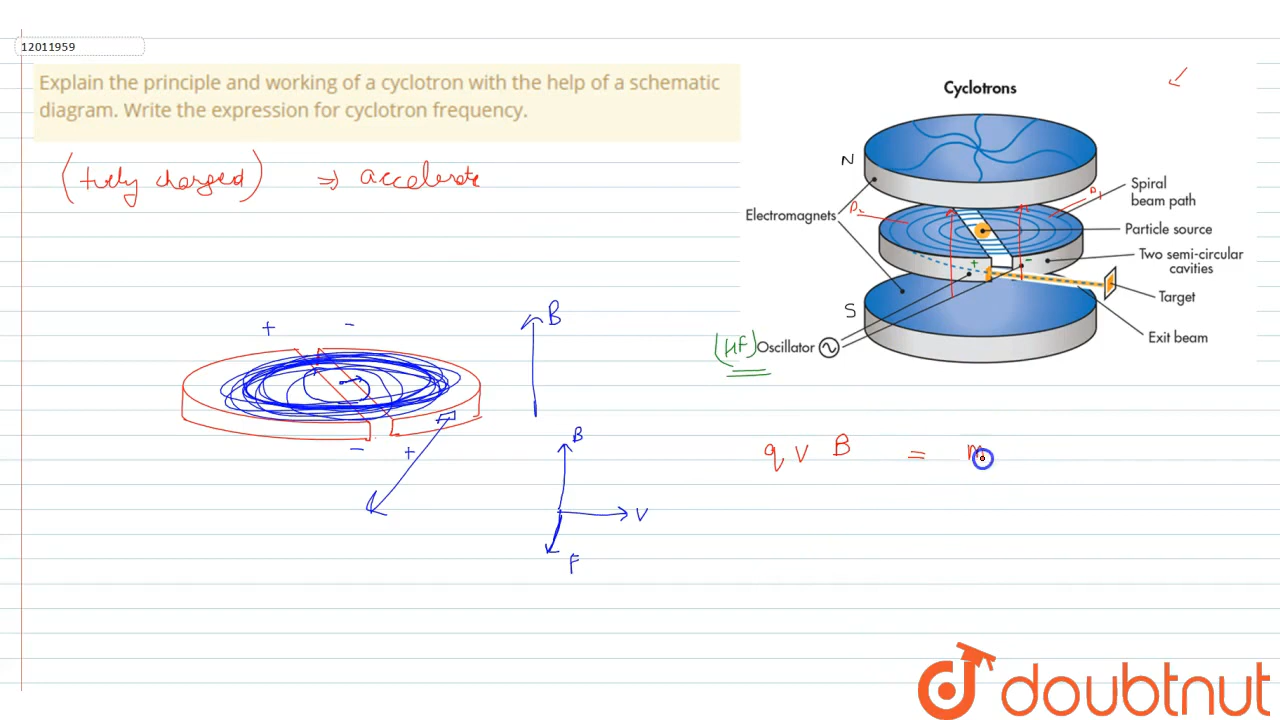 12011959
Explain the principle and working of a cyclotron with the help of a schematic
diagram. Write the expression for cyclotron frequency.
⇒ accelerate
Cyclotrons
N
Electromagnets
D1
Spiral
beam path
Particle source
+ -
Two semi-circular
cavities
Target
S
Exit beam
(HF) Oscillator
+ -
B
- +
B
V
F
q v B = m
doubtnut